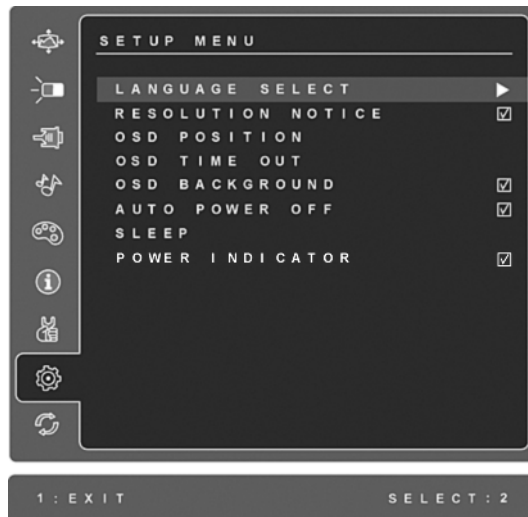 SETUP MENU
LANGUAGE SELECT
RESOLUTION NOTICE
OSD POSITION
OSD TIME OUT
OSD BACKGROUND
AUTO POWER OFF
SLEEP
POWER INDICATOR
1:EXIT
SELECT:2